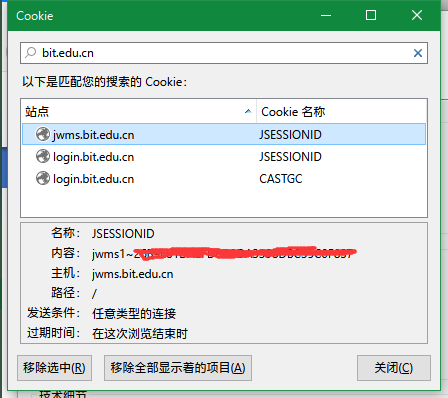 Cookie
bit.edu.cn
以下是匹配您的搜索的 Cookie：
站点 Cookie 名称
jwms.bit.edu.cn JSESSIONID
login.bit.edu.cn JSESSIONID
login.bit.edu.cn CASTGC
名称： JSESSIONID
内容： jwms1~
主机： jwms.bit.edu.cn
路径： /
发送条件： 任意类型的连接
过期时间： 在这次浏览结束时
移除选中(R) 移除全部显示着的项目(A) 关闭(C)
技术细节